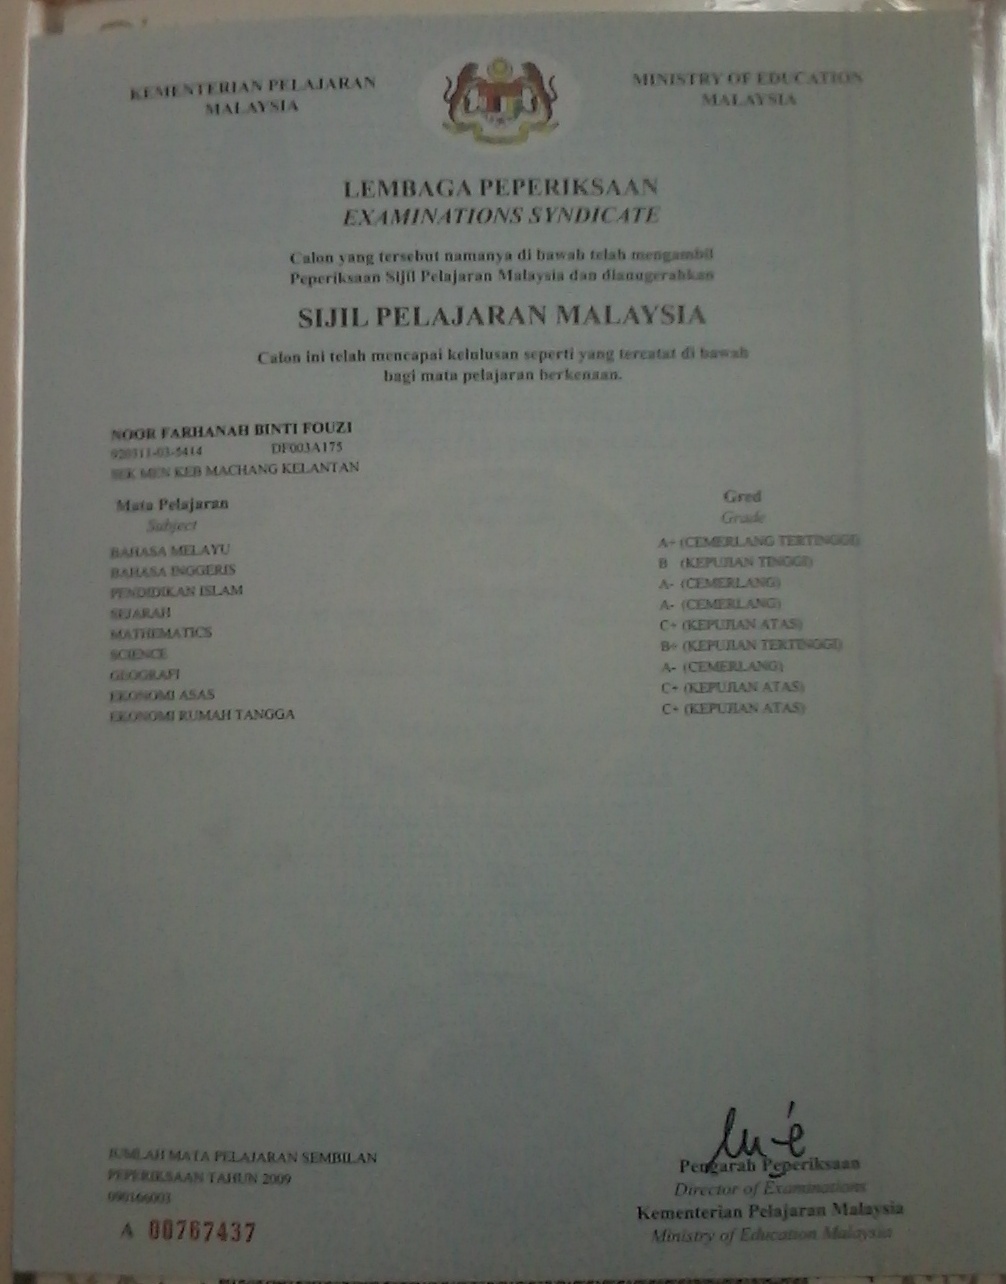 KEMENTERIAN PELAJARAN
MALAYSIA
MINISTRY OF EDUCATION
MALAYSIA
LEMBAGA PEPERIKSAAN
EXAMINATIONS SYNDICATE
Calon yang tersebut namanya di bawah telah mengambil
Peperiksaan Sijil Pelajaran Malaysia dan dianugerahkan
SIJIL PELAJARAN MALAYSIA
Calon ini telah mencapai kelulusan seperti yang tercatat di bawah
bagi mata pelajaran berkenaan.
NOOR FARHANAH BINTI FOUZI
920311-03-5414 DF003A175
SEK MEN KEB MACHANG KELANTAN
Mata Pelajaran Gred
Subject Grade
BAHASA MELAYU A+ (CEMERLANG TERTINGGI)
BAHASA INGGERIS B (KEPUJIAN TINGGI)
PENDIDIKAN ISLAM A- (CEMERLANG)
SEJARAH A- (CEMERLANG)
MATHEMATICS C+ (KEPUJIAN ATAS)
SCIENCE B+ (KEPUJIAN TERTINGGI)
GEOGRAFI A- (CEMERLANG)
EKONOMI ASAS C+ (KEPUJIAN ATAS)
EKONOMI RUMAH TANGGA C+ (KEPUJIAN ATAS)
JUMLAH MATA PELAJARAN SEMBILAN
PEPERIKSAAN TAHUN 2009
090166003
A 00767437
Pengarah Peperiksaan
Director of Examinations
Kementerian Pelajaran Malaysia
Ministry of Education Malaysia